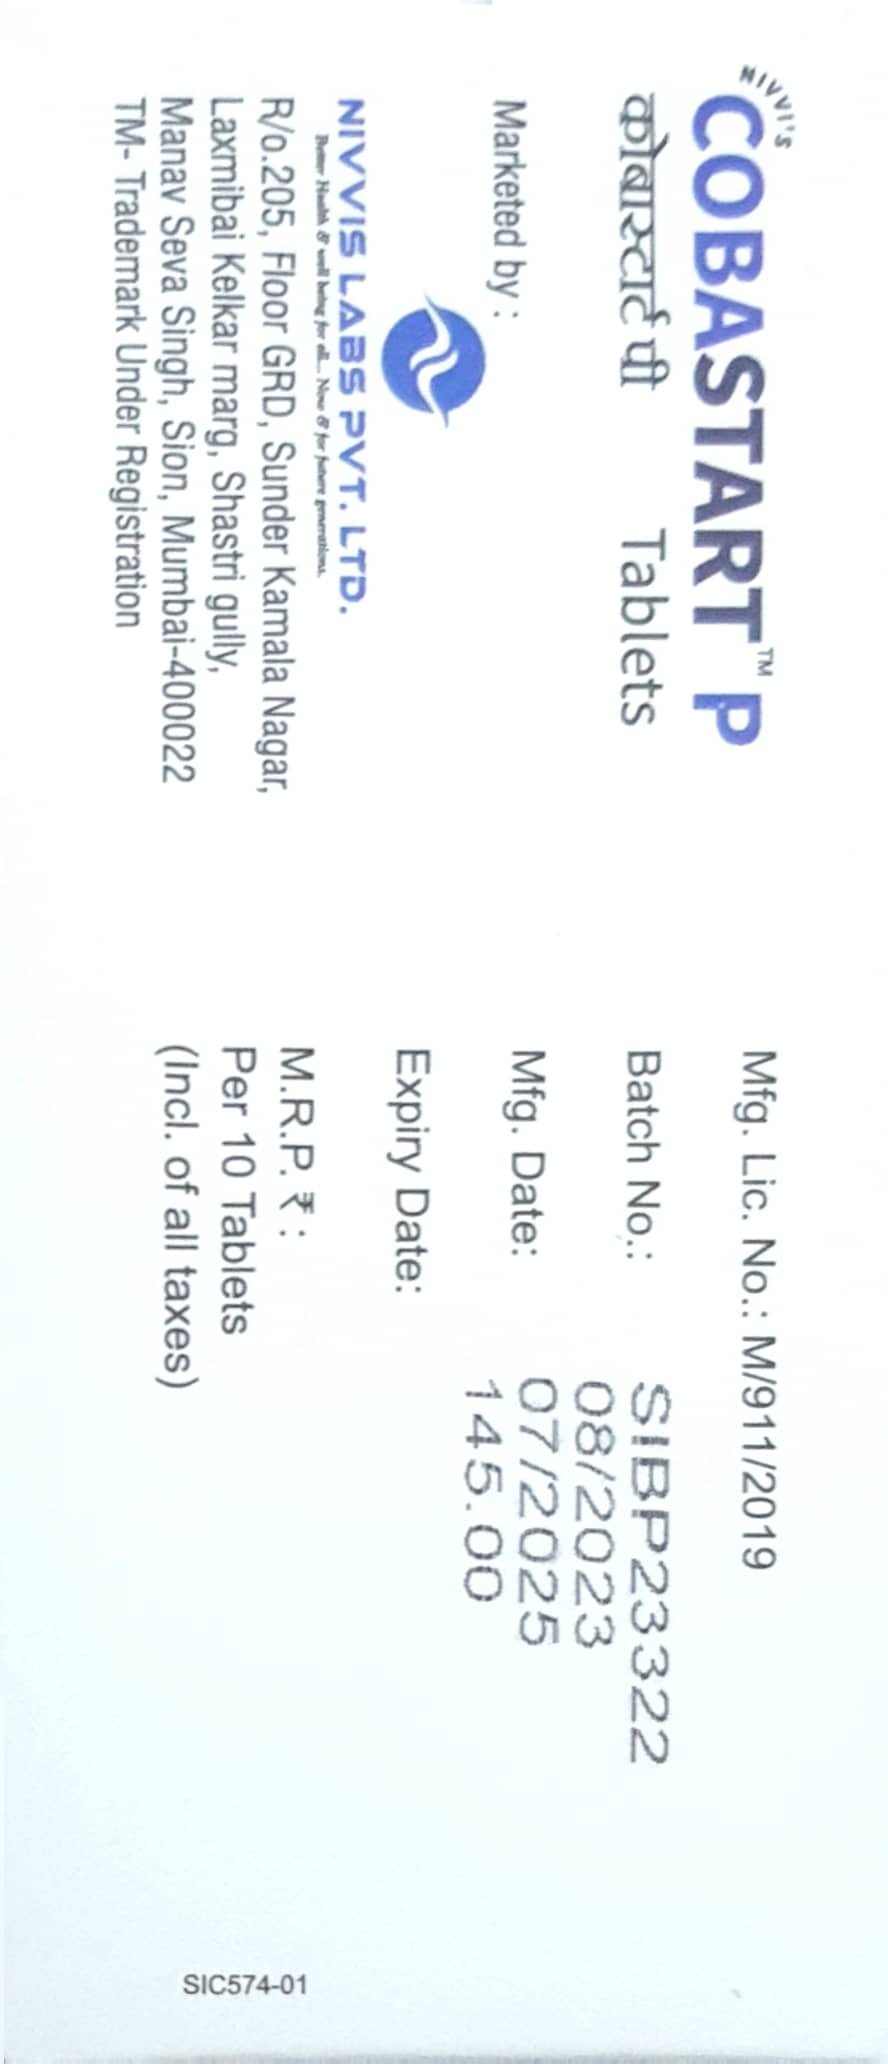 NIVVI'S
COBASTART™ P
कोबास्टार्ट पी Tablets
Marketed by :
NIVVIS LABS PVT. LTD.
Better Health & well being for all... Now & for future generations.
R/o.205, Floor GRD, Sunder Kamala Nagar,
Laxmibai Kelkar marg, Shastri gully,
Manav Seva Singh, Sion, Mumbai-400022
TM- Trademark Under Registration
Mfg. Lic. No.: M/911/2019
Batch No.: SIBP23322
08/2023
Mfg. Date: 07/2025
145.00
Expiry Date:
M.R.P. ₹ :
Per 10 Tablets
(Incl. of all taxes)
SIC574-01